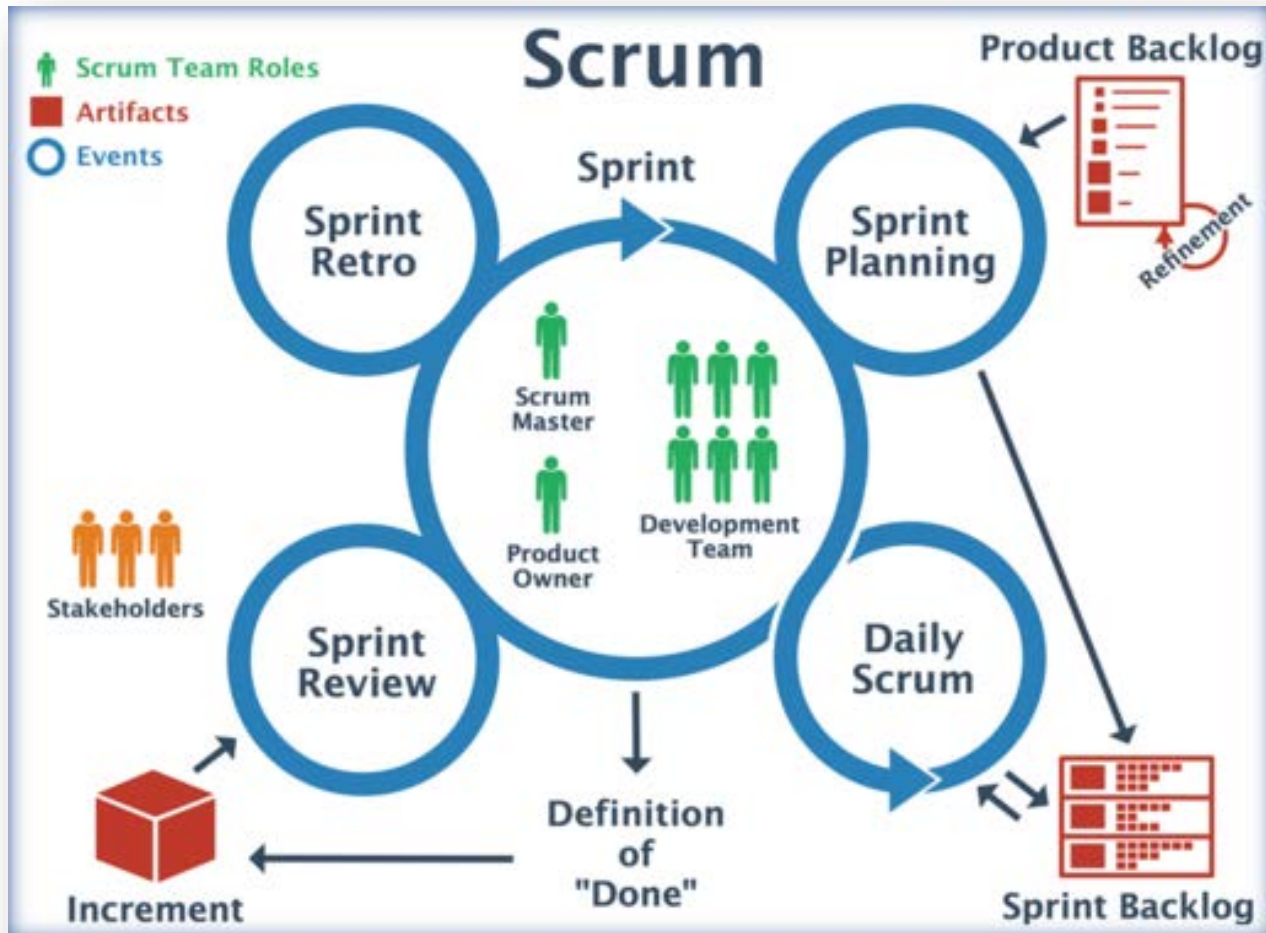 Scrum
Scrum Team Roles
Artifacts
Events
Product Backlog
Refinement
Sprint
Sprint
Retro
Sprint
Planning
Scrum
Master
Product
Owner
Development
Team
Stakeholders
Sprint
Review
Daily
Scrum
Increment
Definition
of
"Done"
Sprint Backlog